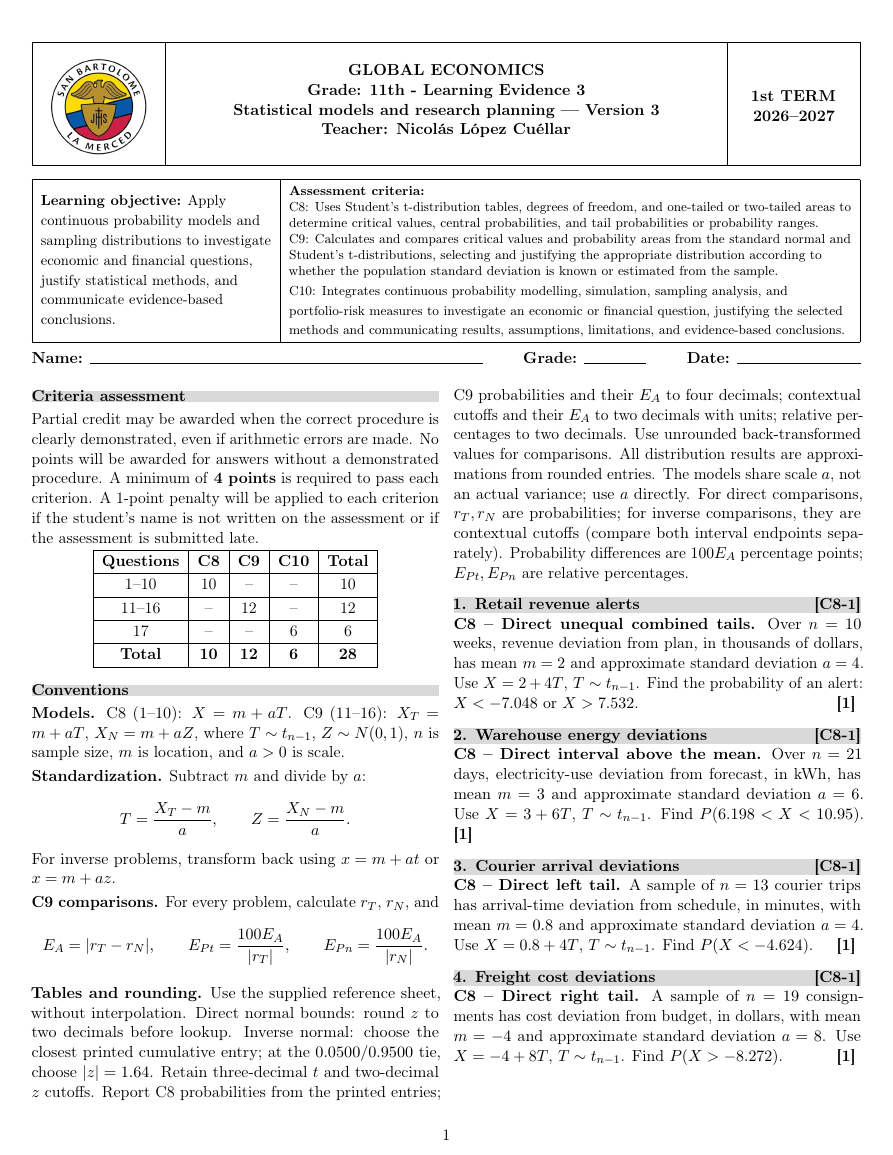 SAN BARTOLOME
LA MERCED
JHS
GLOBAL ECONOMICS
Grade: 11th - Learning Evidence 3
Statistical models and research planning — Version 3
Teacher: Nicolás López Cuéllar
1st TERM
2026–2027
Learning objective: Apply
continuous probability models and
sampling distributions to investigate
economic and financial questions,
justify statistical methods, and
communicate evidence-based
conclusions.
Assessment criteria:
C8: Uses Student's t-distribution tables, degrees of freedom, and one-tailed or two-tailed areas to
determine critical values, central probabilities, and tail probabilities or probability ranges.
C9: Calculates and compares critical values and probability areas from the standard normal and
Student's t-distributions, selecting and justifying the appropriate distribution according to
whether the population standard deviation is known or estimated from the sample.
C10: Integrates continuous probability modelling, simulation, sampling analysis, and
portfolio-risk measures to investigate an economic or financial question, justifying the selected
methods and communicating results, assumptions, limitations, and evidence-based conclusions.
Name: Grade: Date:
Criteria assessment
Partial credit may be awarded when the correct procedure is
clearly demonstrated, even if arithmetic errors are made. No
points will be awarded for answers without a demonstrated
procedure. A minimum of 4 points is required to pass each
criterion. A 1-point penalty will be applied to each criterion
if the student's name is not written on the assessment or if
the assessment is submitted late.
Questions C8 C9 C10 Total
1–10 10 – – 10
11–16 – 12 – 12
17 – – 6 6
Total 10 12 6 28
Conventions
Models. C8 (1–10): X = m + aT. C9 (11–16): X_T =
m + aT, X_N = m + aZ, where T ∼ t_{n−1}, Z ∼ N(0, 1), n is
sample size, m is location, and a > 0 is scale.
Standardization. Subtract m and divide by a:
T = (X_T − m)/a, Z = (X_N − m)/a.
For inverse problems, transform back using x = m + at or
x = m + az.
C9 comparisons. For every problem, calculate r_T, r_N, and
E_A = |r_T − r_N|, E_{Pt} = 100E_A/|r_T|, E_{Pn} = 100E_A/|r_N|.
Tables and rounding. Use the supplied reference sheet,
without interpolation. Direct normal bounds: round z to
two decimals before lookup. Inverse normal: choose the
closest printed cumulative entry; at the 0.0500/0.9500 tie,
choose |z| = 1.64. Retain three-decimal t and two-decimal
z cutoffs. Report C8 probabilities from the printed entries;
C9 probabilities and their E_A to four decimals; contextual
cutoffs and their E_A to two decimals with units; relative per-
centages to two decimals. Use unrounded back-transformed
values for comparisons. All distribution results are approxi-
mations from rounded entries. The models share scale a, not
an actual variance; use a directly. For direct comparisons,
r_T, r_N are probabilities; for inverse comparisons, they are
contextual cutoffs (compare both interval endpoints sepa-
rately). Probability differences are 100E_A percentage points;
E_{Pt}, E_{Pn} are relative percentages.
1. Retail revenue alerts [C8-1]
C8 – Direct unequal combined tails. Over n = 10
weeks, revenue deviation from plan, in thousands of dollars,
has mean m = 2 and approximate standard deviation a = 4.
Use X = 2 + 4T, T ∼ t_{n−1}. Find the probability of an alert:
X < −7.048 or X > 7.532. [1]
2. Warehouse energy deviations [C8-1]
C8 – Direct interval above the mean. Over n = 21
days, electricity-use deviation from forecast, in kWh, has
mean m = 3 and approximate standard deviation a = 6.
Use X = 3 + 6T, T ∼ t_{n−1}. Find P(6.198 < X < 10.95).
[1]
3. Courier arrival deviations [C8-1]
C8 – Direct left tail. A sample of n = 13 courier trips
has arrival-time deviation from schedule, in minutes, with
mean m = 0.8 and approximate standard deviation a = 4.
Use X = 0.8 + 4T, T ∼ t_{n−1}. Find P(X < −4.624). [1]
4. Freight cost deviations [C8-1]
C8 – Direct right tail. A sample of n = 19 consign-
ments has cost deviation from budget, in dollars, with mean
m = −4 and approximate standard deviation a = 8. Use
X = −4 + 8T, T ∼ t_{n−1}. Find P(X > −8.272). [1]
1